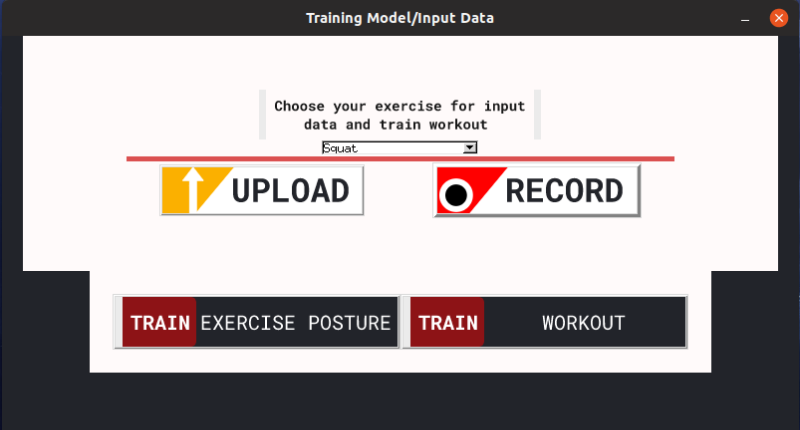 Training Model/Input Data
Choose your exercise for input
data and train workout
Squat
UPLOAD
RECORD
TRAIN EXERCISE POSTURE
TRAIN WORKOUT